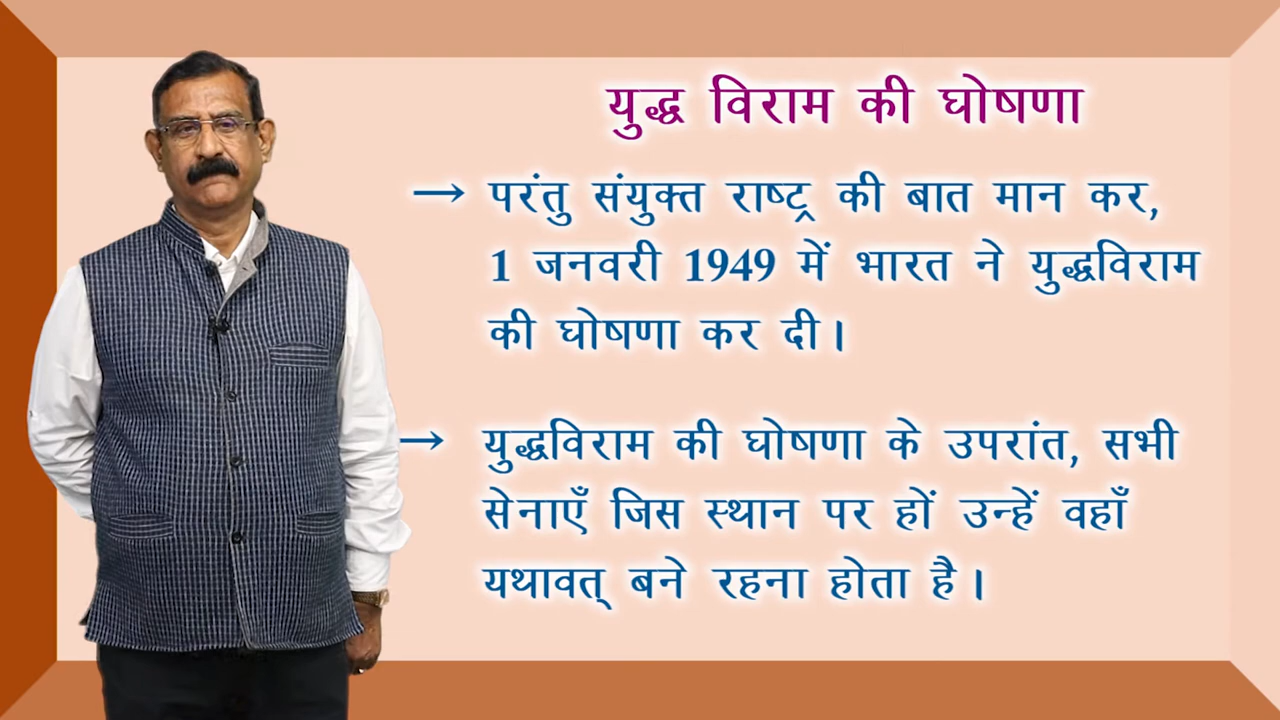 युद्ध विराम की घोषणा
→ परंतु संयुक्त राष्ट्र की बात मान कर,
1 जनवरी 1949 में भारत ने युद्धविराम
की घोषणा कर दी।
→ युद्धविराम की घोषणा के उपरांत, सभी
सेनाएँ जिस स्थान पर हों उन्हें वहाँ
यथावत् बने रहना होता है।